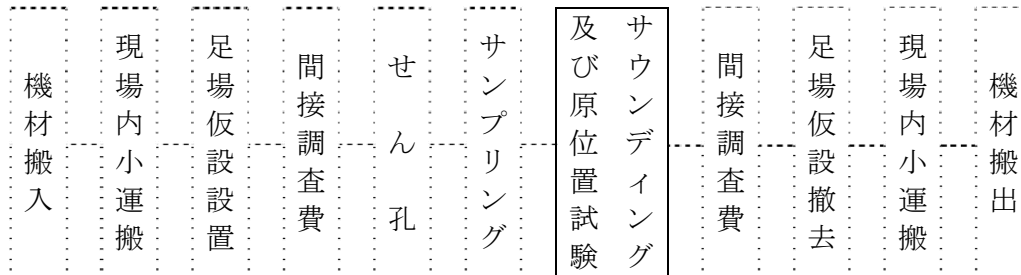 機材搬入
現場内小運搬
足場仮設設置
間接調査費
せん孔
サンプリング
サウンディング
及び原位置試験
間接調査費
足場仮設撤去
現場内小運搬
機材搬出